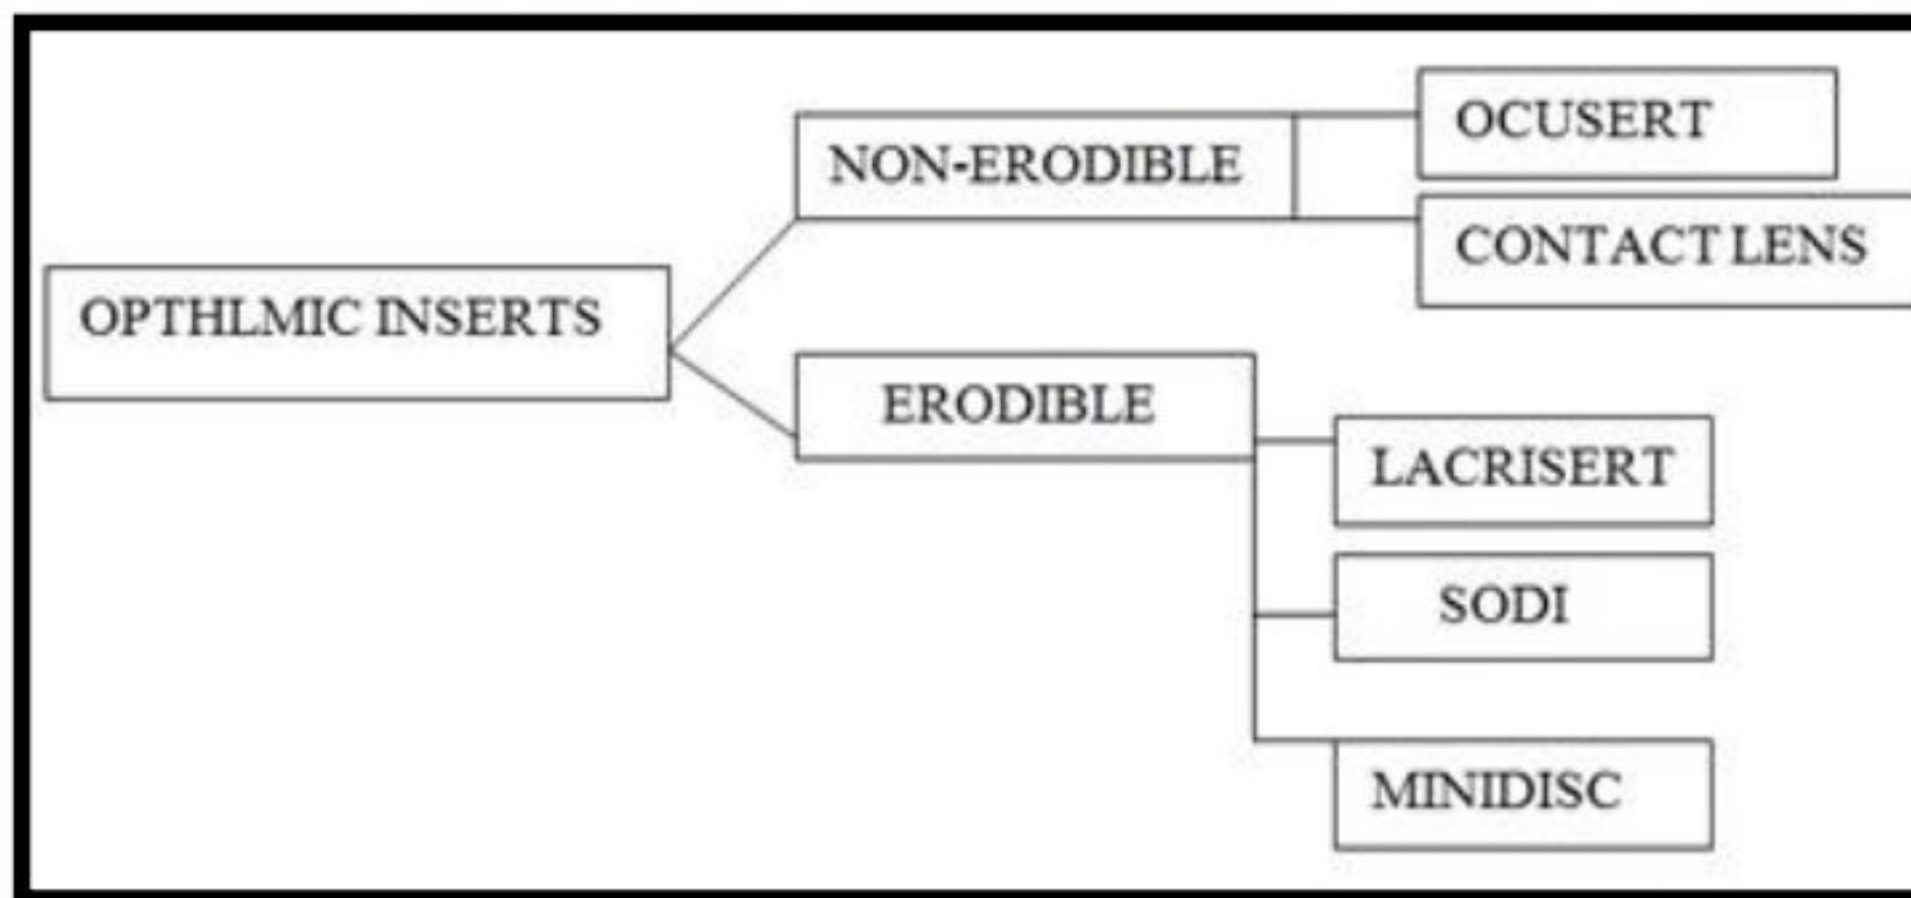 OCUSERT
NON-ERODIBLE
CONTACT LENS
OPTHLMIC INSERTS
ERODIBLE
LACRISERT
SODI
MINIDISC